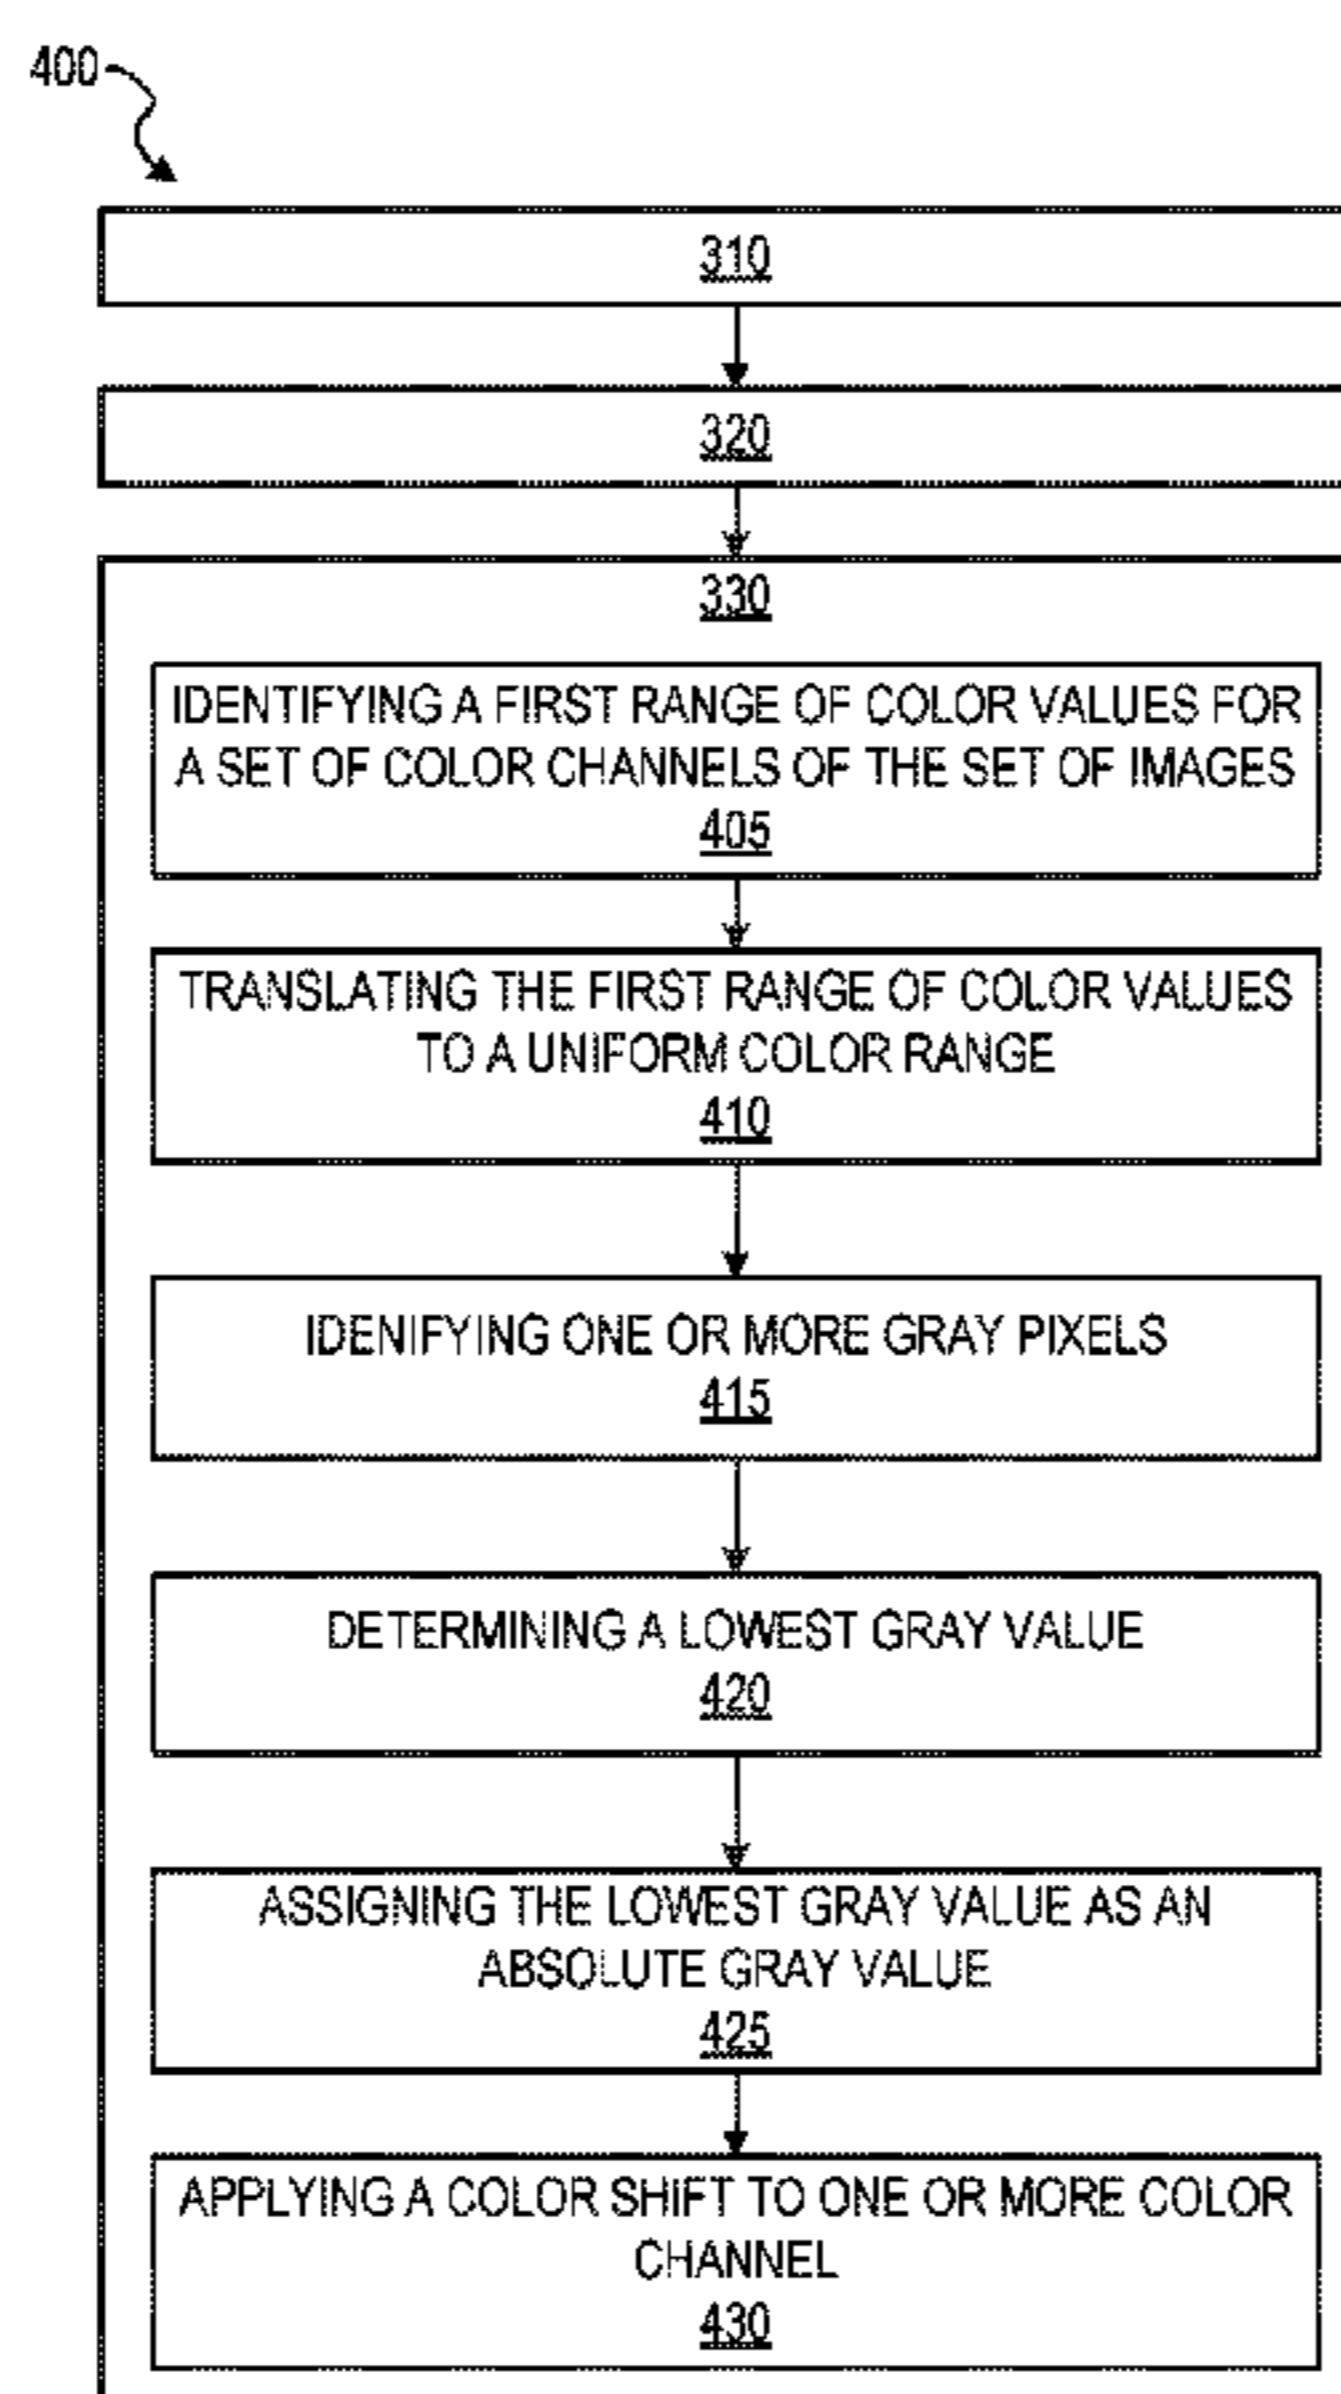 400
310
320
330
IDENTIFYING A FIRST RANGE OF COLOR VALUES FOR
A SET OF COLOR CHANNELS OF THE SET OF IMAGES
405
TRANSLATING THE FIRST RANGE OF COLOR VALUES
TO A UNIFORM COLOR RANGE
410
IDENIFYING ONE OR MORE GRAY PIXELS
415
DETERMINING A LOWEST GRAY VALUE
420
ASSIGNING THE LOWEST GRAY VALUE AS AN
ABSOLUTE GRAY VALUE
425
APPLYING A COLOR SHIFT TO ONE OR MORE COLOR
CHANNEL
430